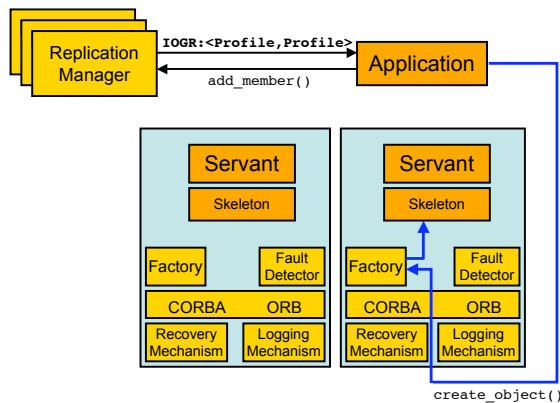 IOGR:<Profile,Profile>
Replication
Manager
Application
add_member()
Servant
Skeleton
Factory
Fault
Detector
CORBA ORB
Recovery
Mechanism
Logging
Mechanism
Servant
Skeleton
Factory
Fault
Detector
CORBA ORB
Recovery
Mechanism
Logging
Mechanism
create_object()